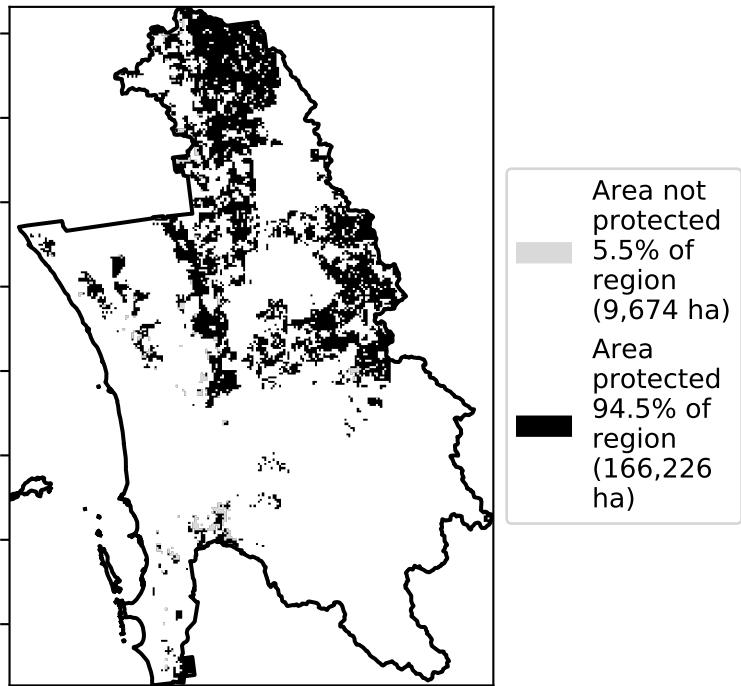 Area not
protected
5.5% of
region
(9,674 ha)
Area
protected
94.5% of
region
(166,226
ha)